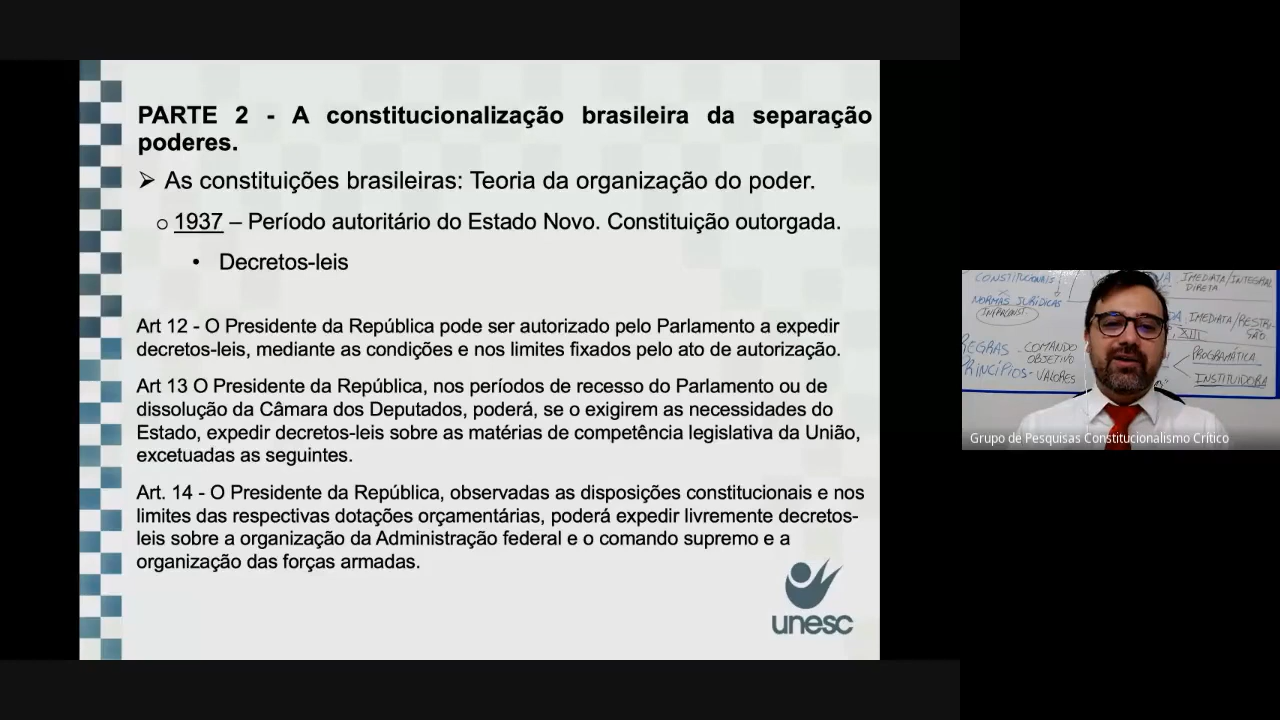 PARTE 2 - A constitucionalização brasileira da separação
poderes.
As constituições brasileiras: Teoria da organização do poder.
1937 – Período autoritário do Estado Novo. Constituição outorgada.
Decretos-leis
Art 12 - O Presidente da República pode ser autorizado pelo Parlamento a expedir
decretos-leis, mediante as condições e nos limites fixados pelo ato de autorização.
Art 13 O Presidente da República, nos períodos de recesso do Parlamento ou de
dissolução da Câmara dos Deputados, poderá, se o exigirem as necessidades do
Estado, expedir decretos-leis sobre as matérias de competência legislativa da União,
excetuadas as seguintes.
Art. 14 - O Presidente da República, observadas as disposições constitucionais e nos
limites das respectivas dotações orçamentárias, poderá expedir livremente decretos-
leis sobre a organização da Administração federal e o comando supremo e a
organização das forças armadas.
unesc
CONSTITUCIONAIS
NORMAS JURÍDICAS
REGRAS - COMANDO
OBJETIVO
PRINCÍPIOS - VALORES
IMEDIATA/INTEGRAL
DIRETA
IMEDIATA/RESTRI-
SÃO
XIII
PROGRAMÁTICA
INSTITUIDORA
Grupo de Pesquisas Constitucionalismo Crítico